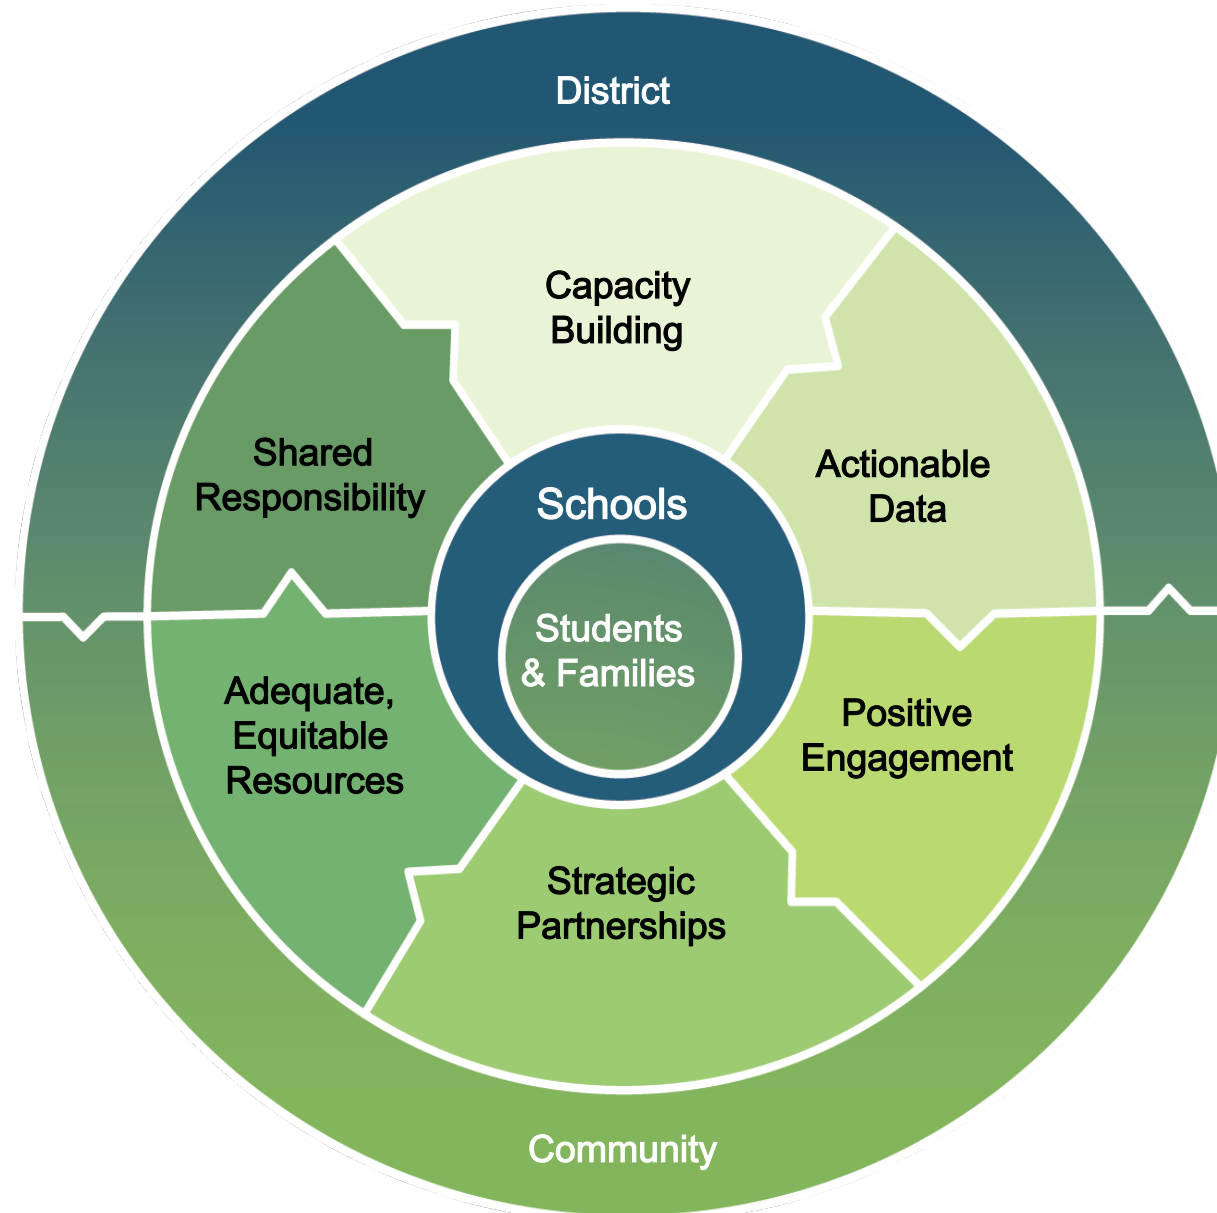 District
Capacity
Building
Shared
Responsibility
Actionable
Data
Schools
Students
& Families
Adequate,
Equitable
Resources
Positive
Engagement
Strategic
Partnerships
Community